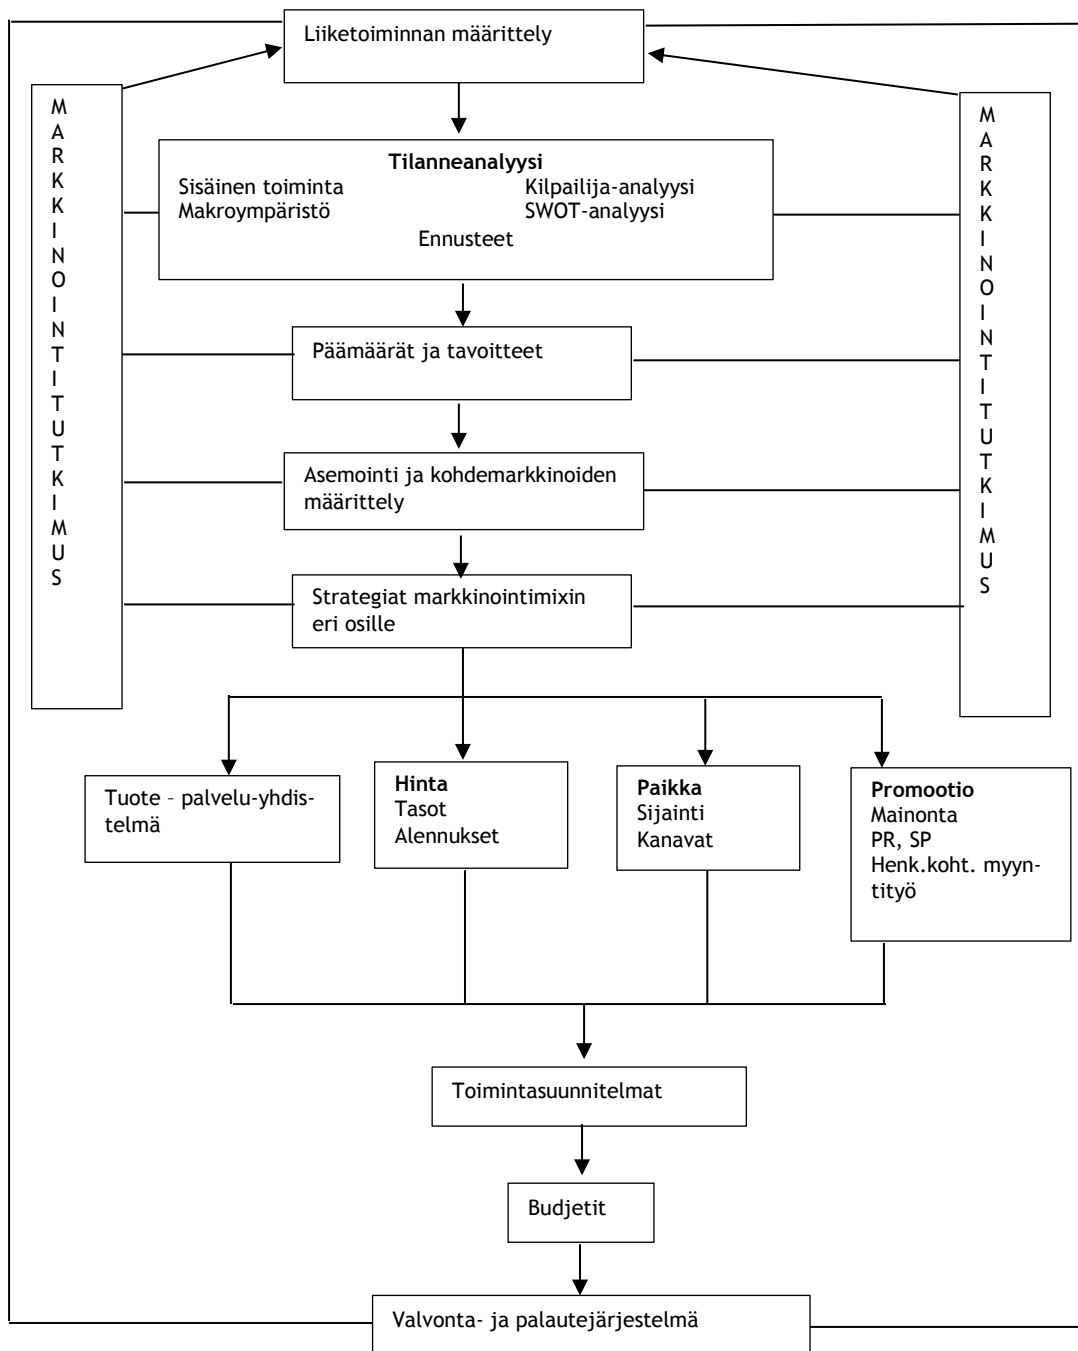 Liiketoiminnan määrittely
MARKKINOINTITUTKIMUS
MARKKINOINTITUTKIMUS
Tilanneanalyysi
Sisäinen toiminta Kilpailija-analyysi
Makroympäristö SWOT-analyysi
Ennusteet
Päämäärät ja tavoitteet
Asemointi ja kohdemarkkinoiden
määrittely
Strategiat markkinointimixin
eri osille
Tuote – palvelu-yhdis-
telmä
Hinta
Tasot
Alennukset
Paikka
Sijainti
Kanavat
Promootio
Mainonta
PR, SP
Henk.koht. myyn-
tityö
Toimintasuunnitelmat
Budjetit
Valvonta- ja palautejärjestelmä